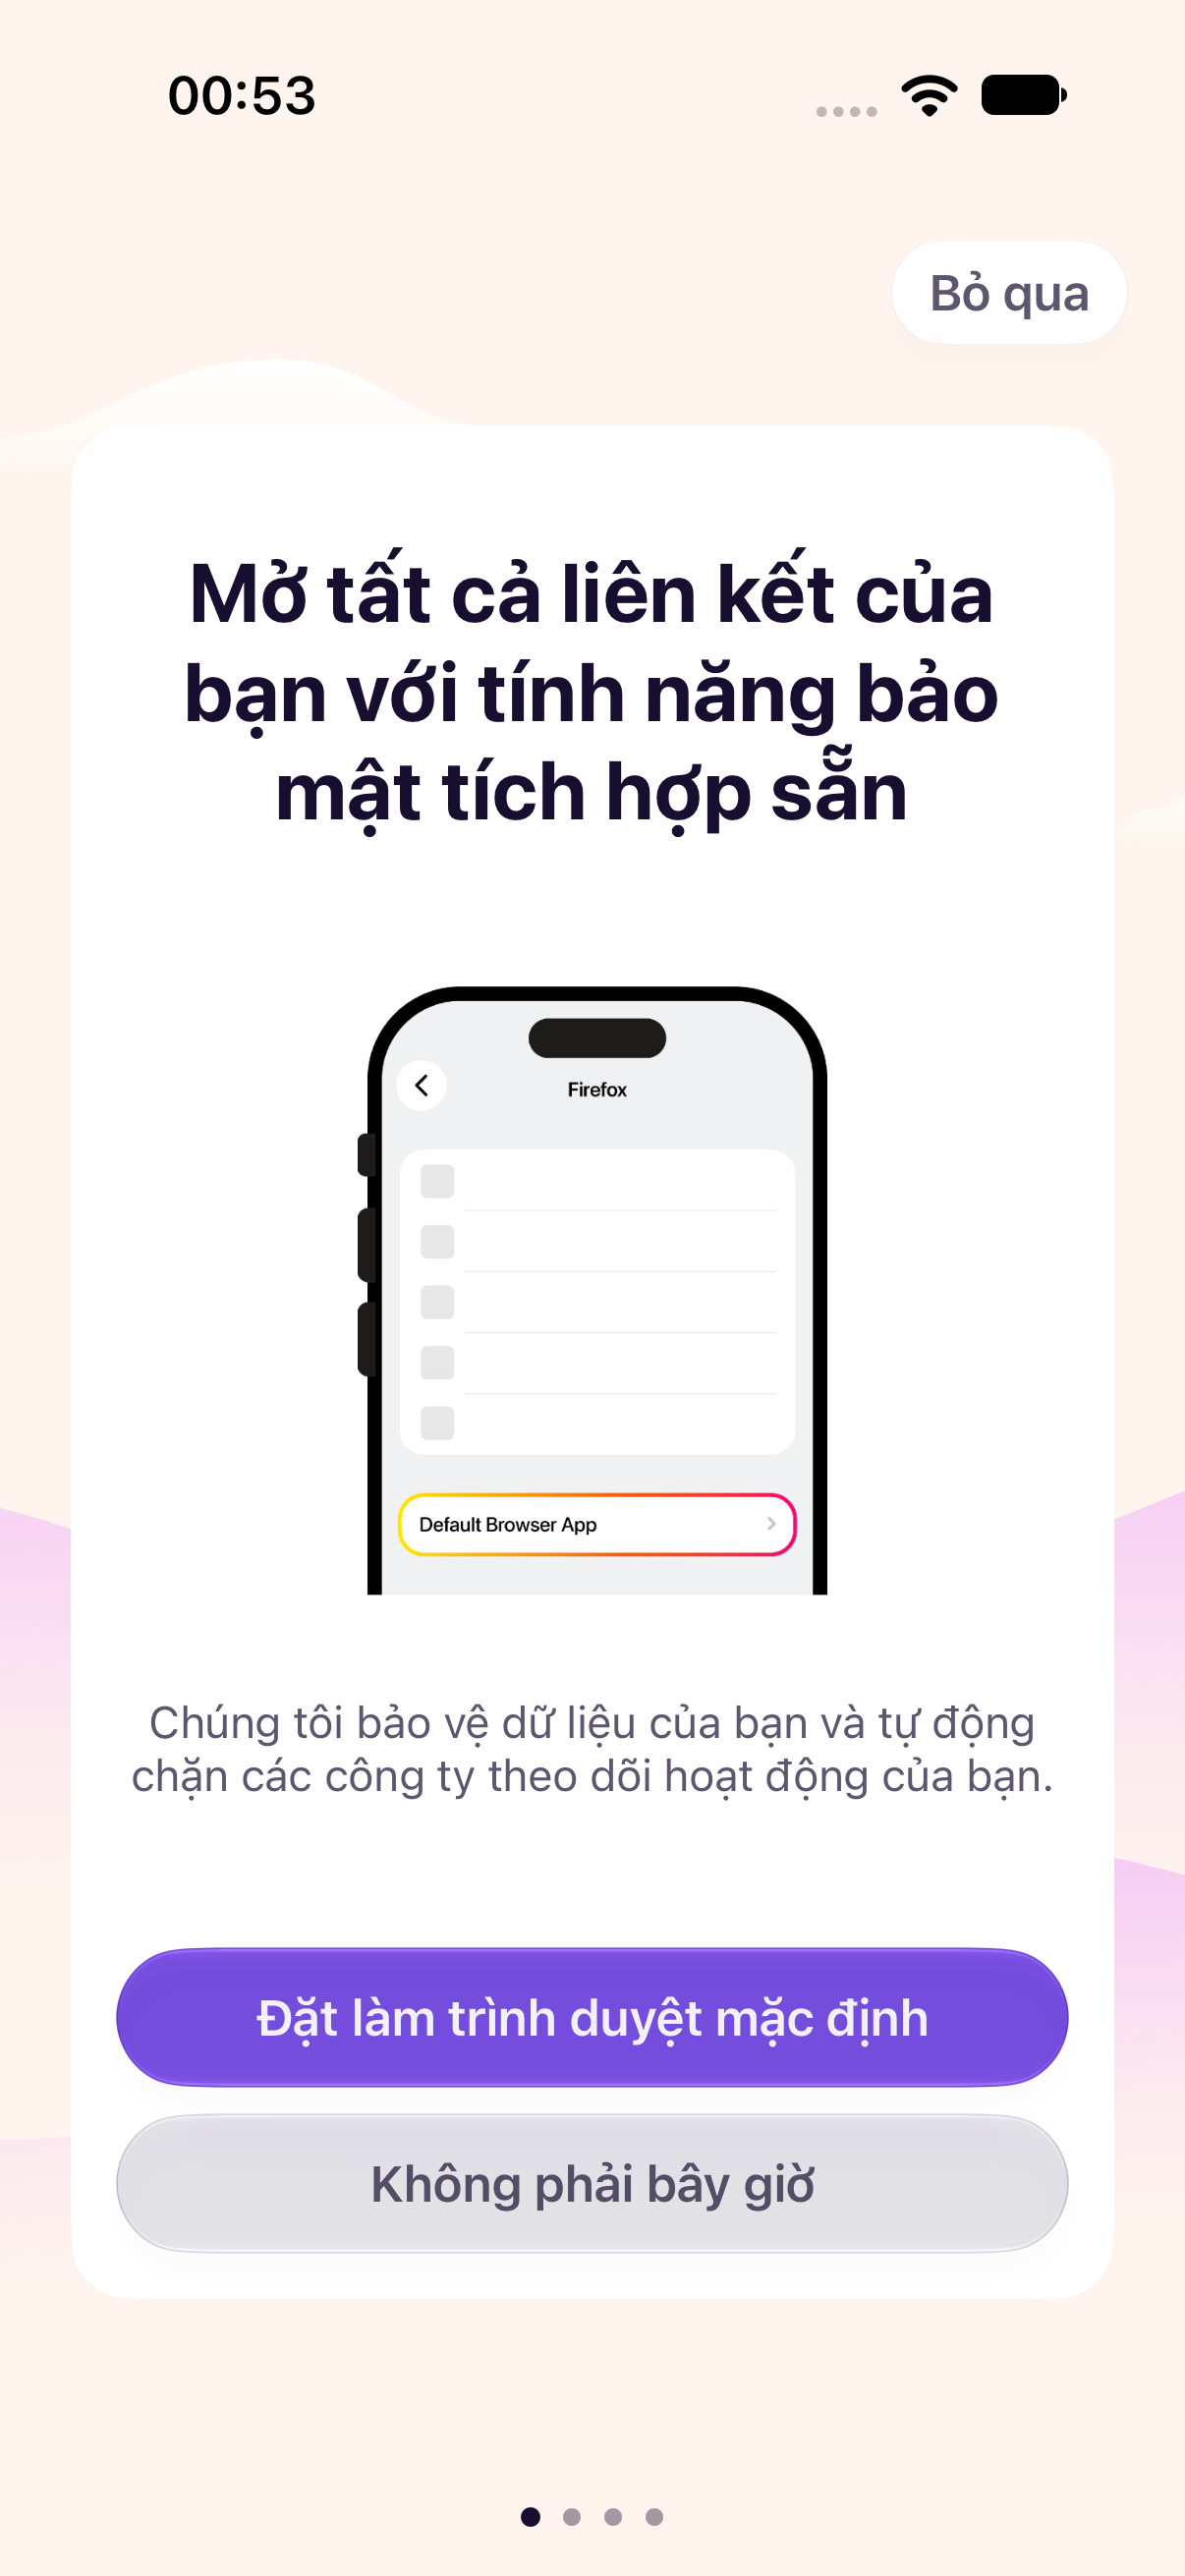 00:53
Bỏ qua
Mở tất cả liên kết của
bạn với tính năng bảo
mật tích hợp sẵn
Firefox
Default Browser App
Chúng tôi bảo vệ dữ liệu của bạn và tự động
chặn các công ty theo dõi hoạt động của bạn.
Đặt làm trình duyệt mặc định
Không phải bây giờ